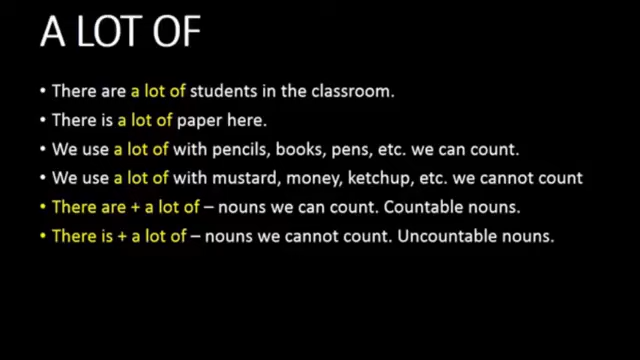 A LOT OF
• There are a lot of students in the classroom.
• There is a lot of paper here.
• We use a lot of with pencils, books, pens, etc. we can count.
• We use a lot of with mustard, money, ketchup, etc. we cannot count
• There are + a lot of – nouns we can count. Countable nouns.
• There is + a lot of – nouns we cannot count. Uncountable nouns.